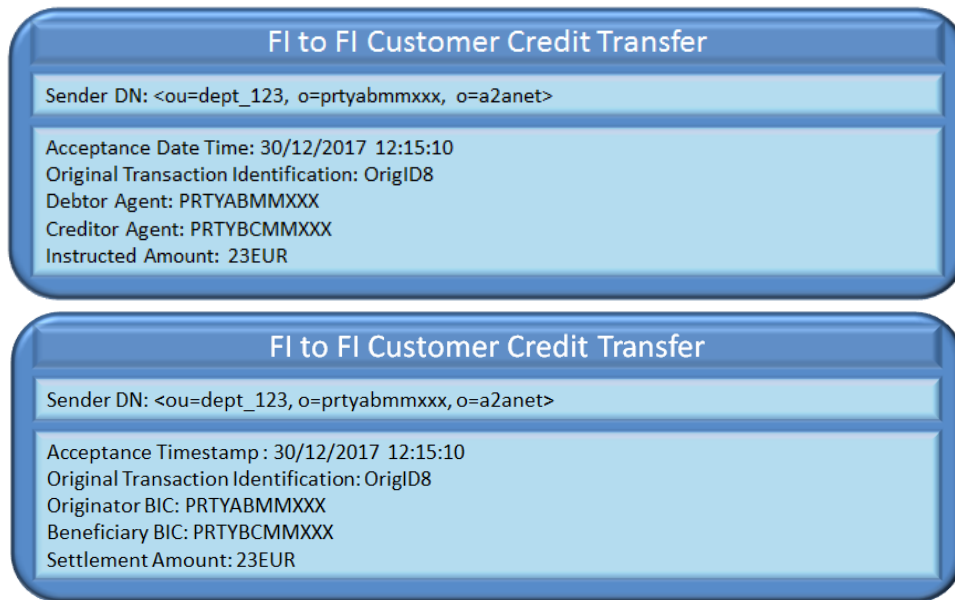 FI to FI Customer Credit Transfer
Sender DN: <ou=dept_123, o=prtyabmmxxx, o=a2anet>
Acceptance Date Time: 30/12/2017 12:15:10
Original Transaction Identification: OrigID8
Debtor Agent: PRTYABMMXXX
Creditor Agent: PRTYBCMMXXX
Instructed Amount: 23EUR
FI to FI Customer Credit Transfer
Sender DN: <ou=dept_123, o=prtyabmmxxx, o=a2anet>
Acceptance Timestamp : 30/12/2017 12:15:10
Original Transaction Identification: OrigID8
Originator BIC: PRTYABMMXXX
Beneficiary BIC: PRTYBCMMXXX
Settlement Amount: 23EUR